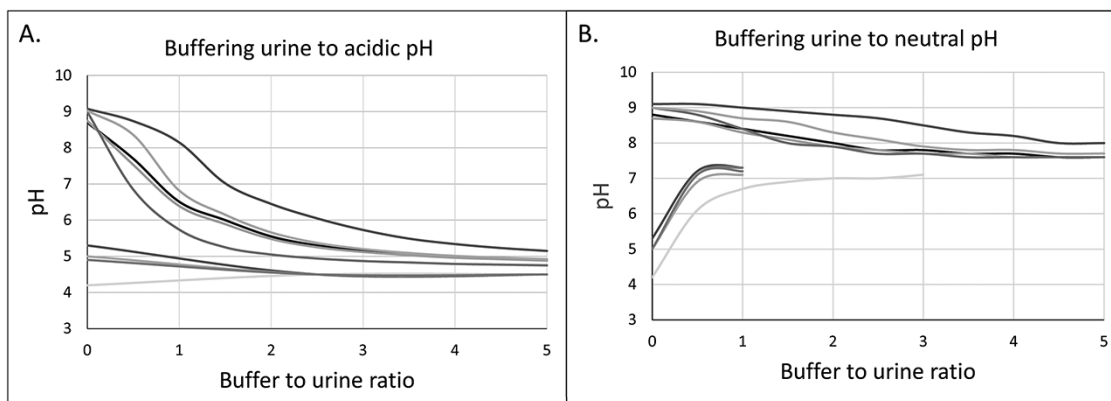 A.
Buffering urine to acidic pH
pH
10
9
8
7
6
5
4
3
0 1 2 3 4 5
Buffer to urine ratio
B.
Buffering urine to neutral pH
pH
10
9
8
7
6
5
4
3
0 1 2 3 4 5
Buffer to urine ratio